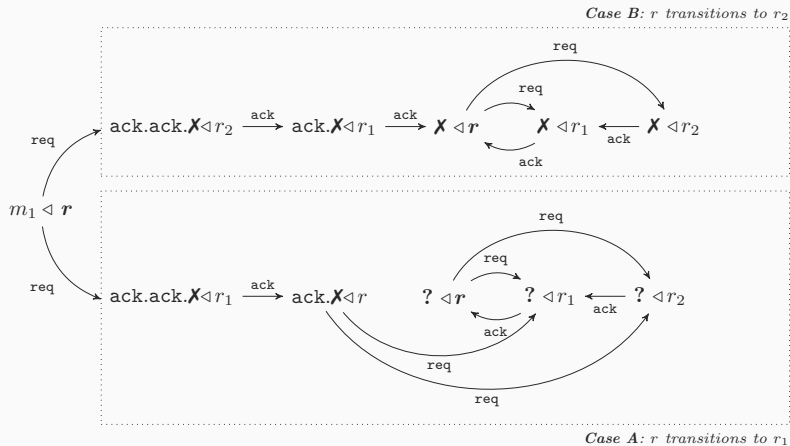 Case B: r transitions to r₂
req
req
ack.ack.✗◁r₂ ack ack.✗◁r₁ ack ✗◁r ✗◁r₁ ack ✗◁r₂
ack
req
m₁◁r
req
req
req
ack.ack.✗◁r₁ ack ack.✗◁r ?◁r ?◁r₁ ack ?◁r₂
ack
req
req
Case A: r transitions to r₁